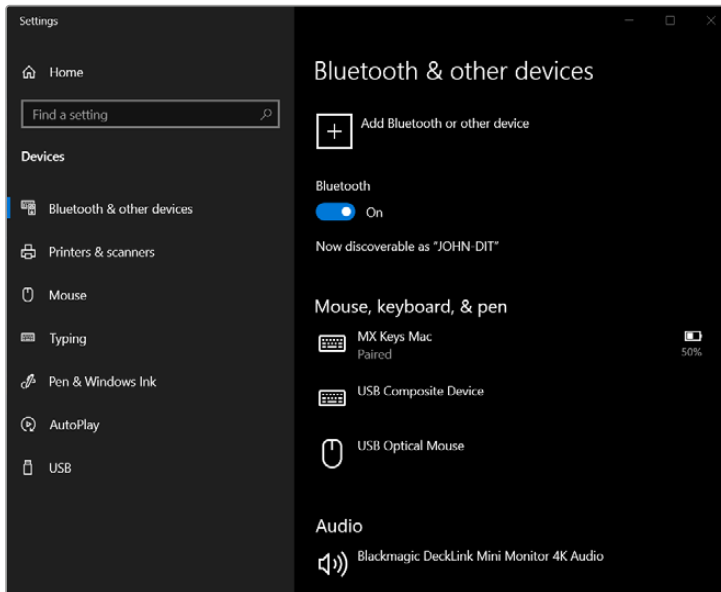 Settings
Home
Find a setting
Devices
Bluetooth & other devices
Printers & scanners
Mouse
Typing
Pen & Windows Ink
AutoPlay
USB
Bluetooth & other devices
Add Bluetooth or other device
Bluetooth
On
Now discoverable as “JOHN-DIT”
Mouse, keyboard, & pen
MX Keys Mac
Paired
50%
USB Composite Device
USB Optical Mouse
Audio
Blackmagic DeckLink Mini Monitor 4K Audio